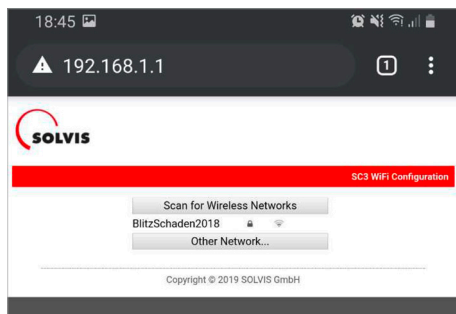 18:45
192.168.1.1
1
SOLVIS
SC3 WiFi Configuration
Scan for Wireless Networks
BlitzSchaden2018
Other Network...
Copyright © 2019 SOLVIS GmbH